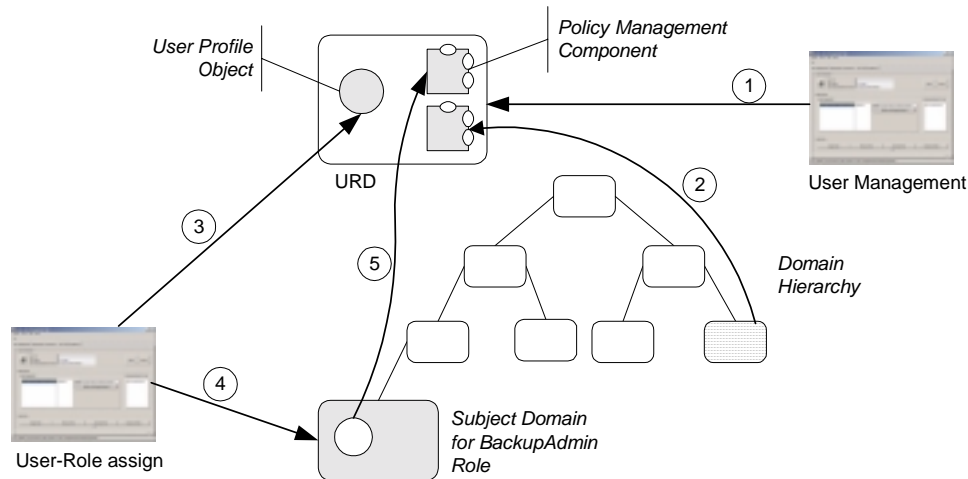 User Profile
Object
Policy Management
Component
1
User Management
URD
2
3
5
Domain
Hierarchy
4
User-Role assign
Subject Domain
for BackupAdmin
Role